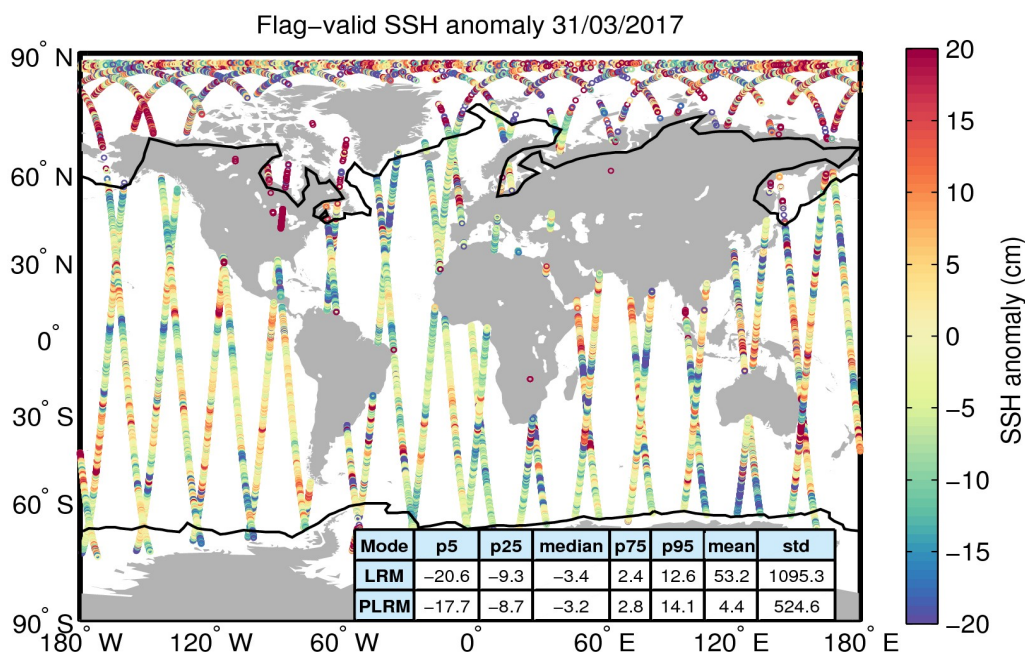 Flag−valid SSH anomaly 31/03/2017
90° N
60° N
30° N
0°
30° S
60° S
90° S
180° W 120° W 60° W 0° 60° E 120° E 180° E
Mode p5 p25 median p75 p95 mean std
LRM −20.6 −9.3 −3.4 2.4 12.6 53.2 1095.3
PLRM −17.7 −8.7 −3.2 2.8 14.1 4.4 524.6
20
15
10
5
0
−5
−10
−15
−20
SSH anomaly (cm)